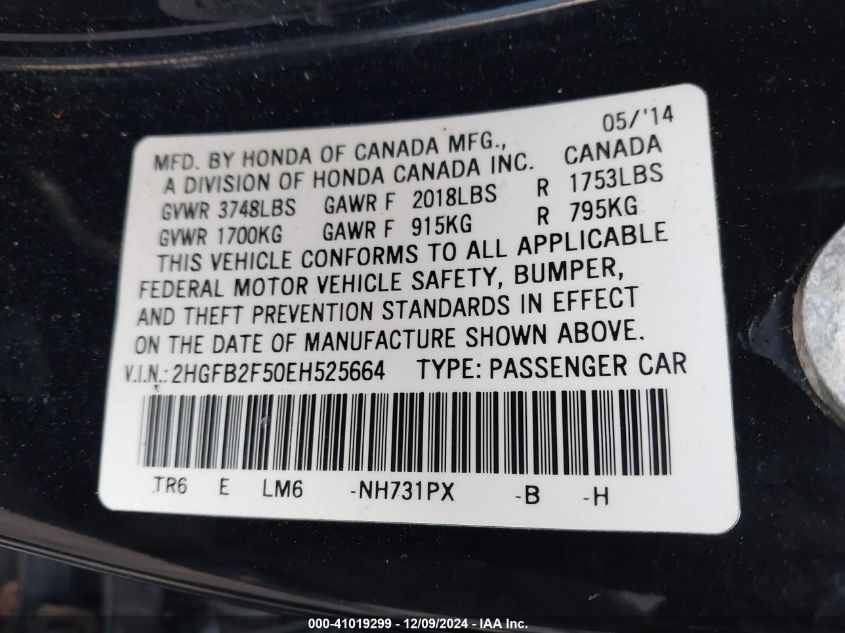 05/'14
MFD. BY HONDA OF CANADA MFG., CANADA
A DIVISION OF HONDA CANADA INC.
GVWR 3748LBS GAWR F 2018LBS R 1753LBS
GVWR 1700KG GAWR F 915KG R 795KG
THIS VEHICLE CONFORMS TO ALL APPLICABLE
FEDERAL MOTOR VEHICLE SAFETY, BUMPER,
AND THEFT PREVENTION STANDARDS IN EFFECT
ON THE DATE OF MANUFACTURE SHOWN ABOVE.
V.I.N.: 2HGFB2F50EH525664 TYPE: PASSENGER CAR
TR6 E LM6 -NH731PX -B -H
000-41019299 - 12/09/2024 - IAA Inc.